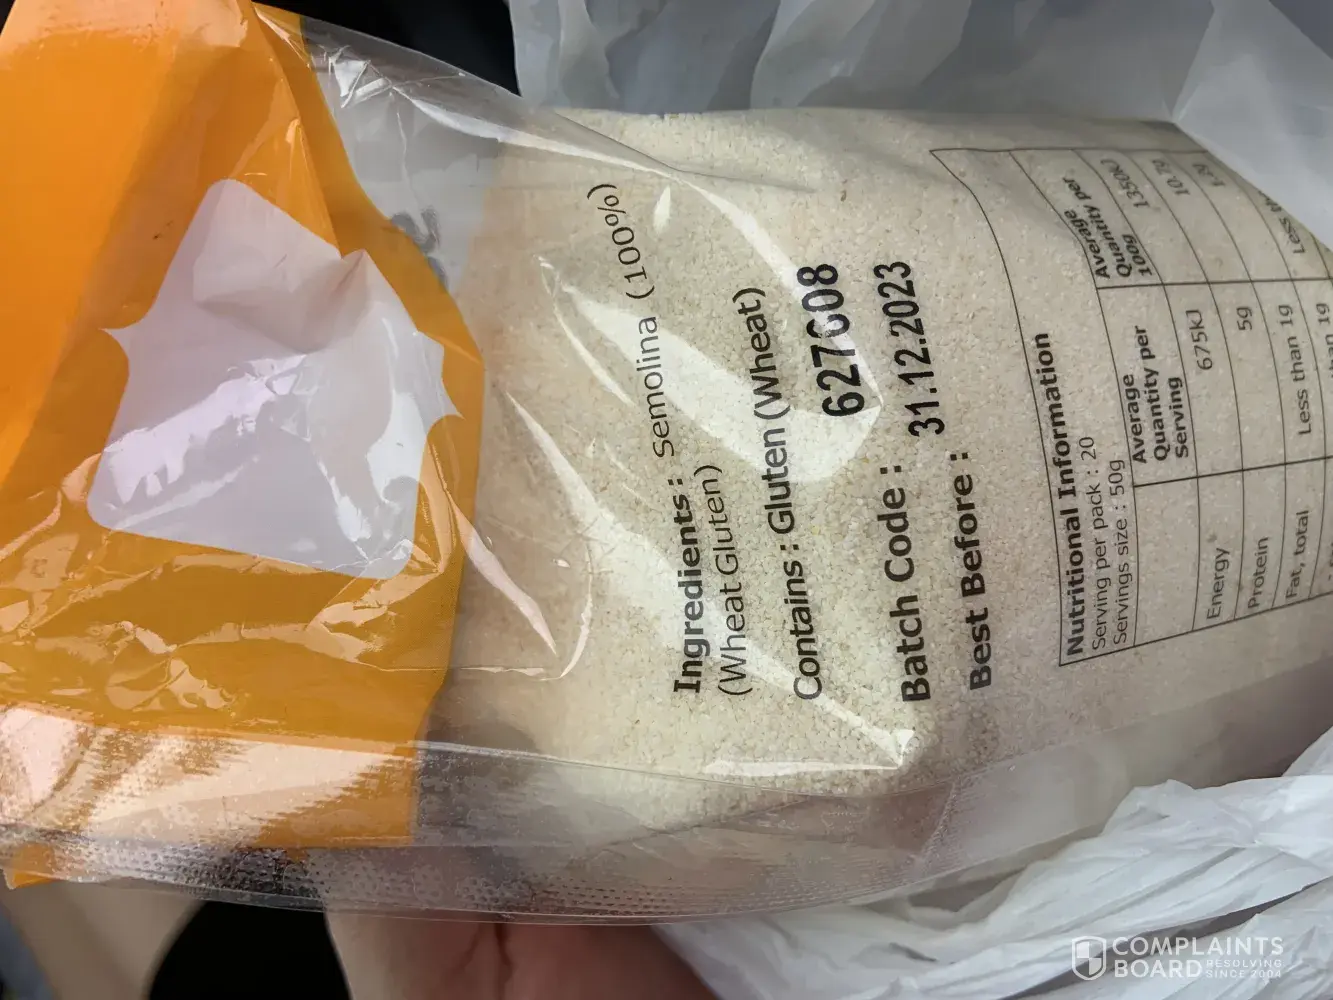 Ingredients : Semolina (100%)
(Wheat Gluten)
Contains : Gluten (Wheat)
Batch Code : 627608
Best Before : 31.12.2023
Nutritional Information
Serving per pack : 20
Servings size : 50g
Average Quantity per Serving
Average Quantity per 100g
Energy 675kJ 1350kJ
Protein 5g
Fat, total Less than 1g
COMPLAINTS
BOARD RESOLVING
SINCE 2004